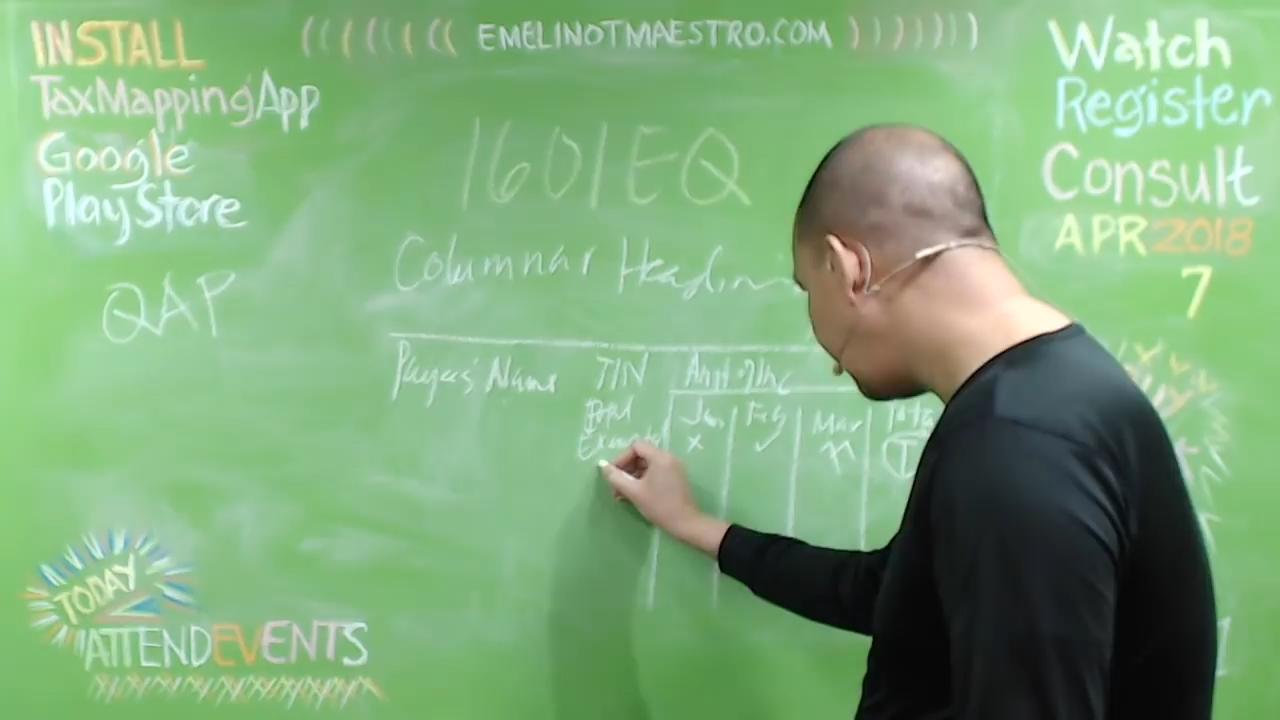 INSTALL
TaxMappingApp
Google
PlayStore
QAP
TODAY
ATTENDEVENTS
((((((( EMELINOTMAESTRO.COM )))))))
1601EQ
Columnar Headin
Payees Name TIN
Jan Feb Mar
Watch
Register
Consult
APR 2018
7